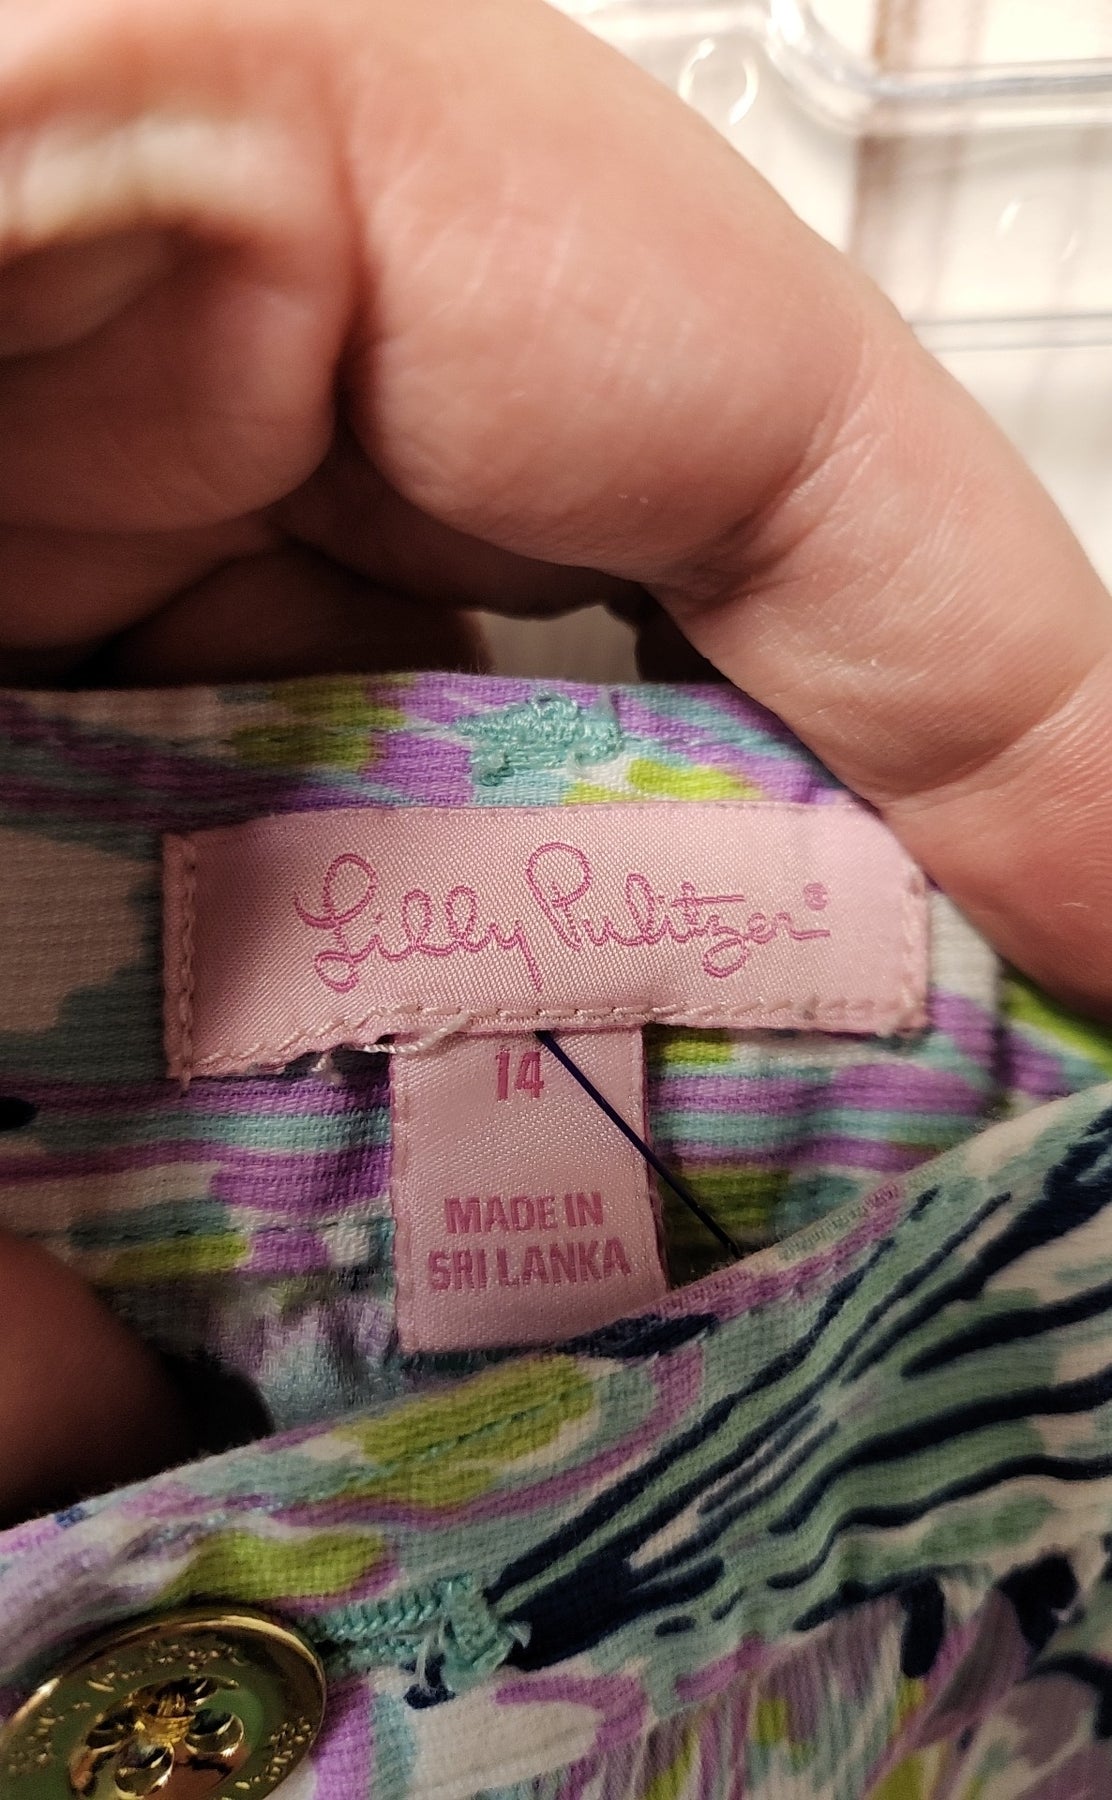 Lilly Pulitzer®
14
MADE IN
SRI LANKA